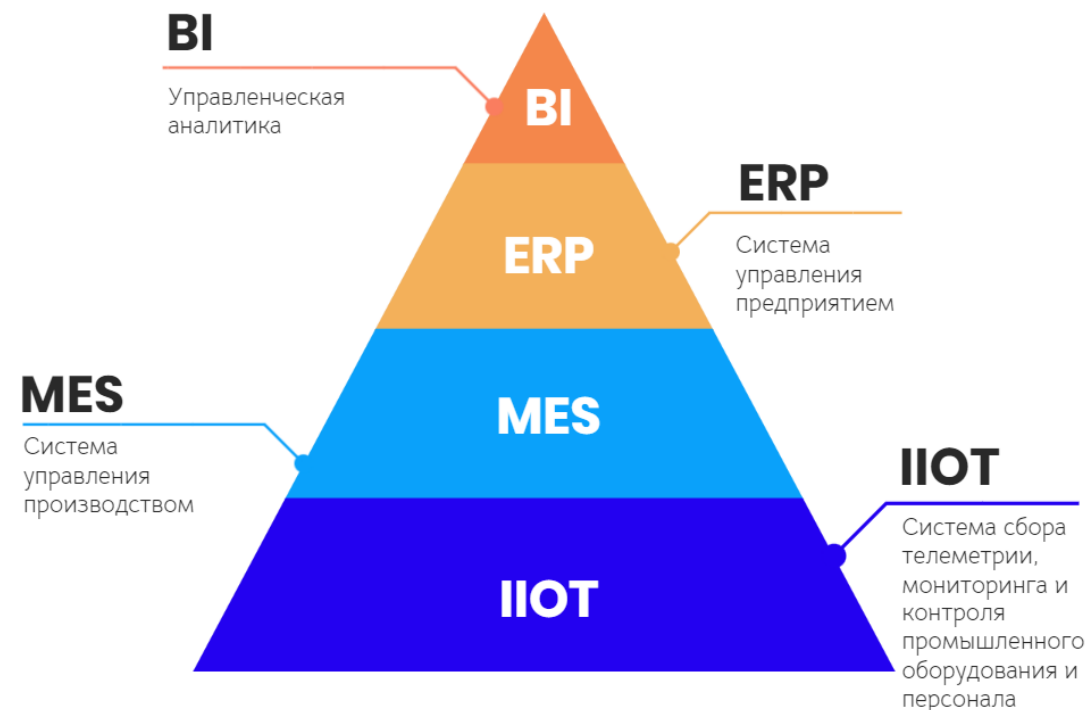 BI
Управленческая
аналитика
BI
ERP
Система
управления
предприятием
ERP
MES
Система
управления
производством
MES
IIOT
Система сбора
телеметрии,
мониторинга и
контроля
промышленного
оборудования и
персонала
IIOT